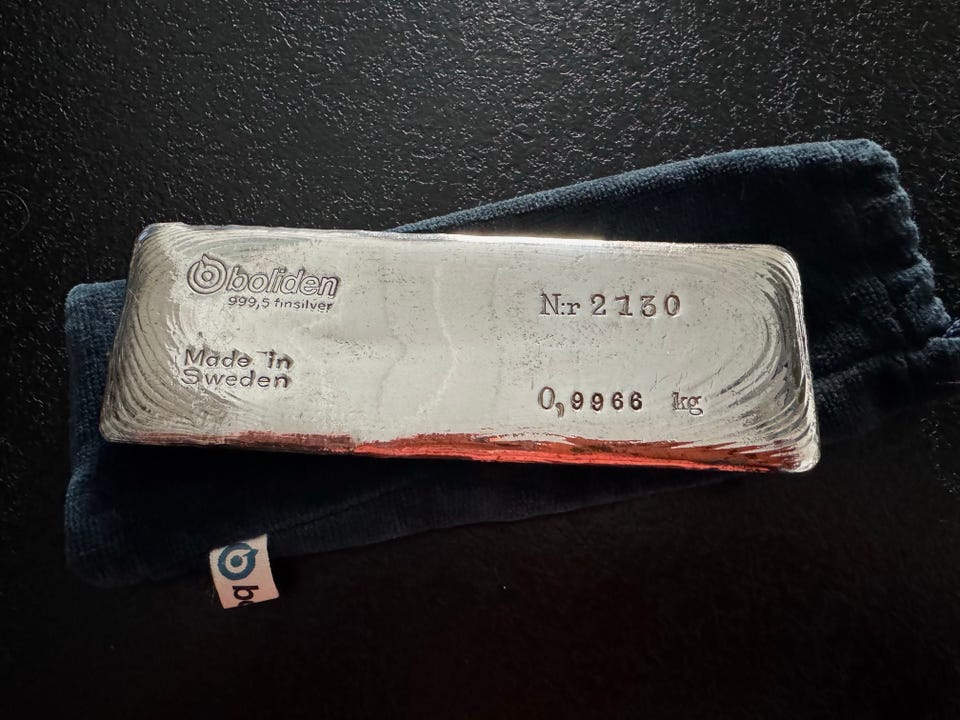 boliden
999,5 finsilver
Made in
Sweden
N:r 2130
0,9966 kg